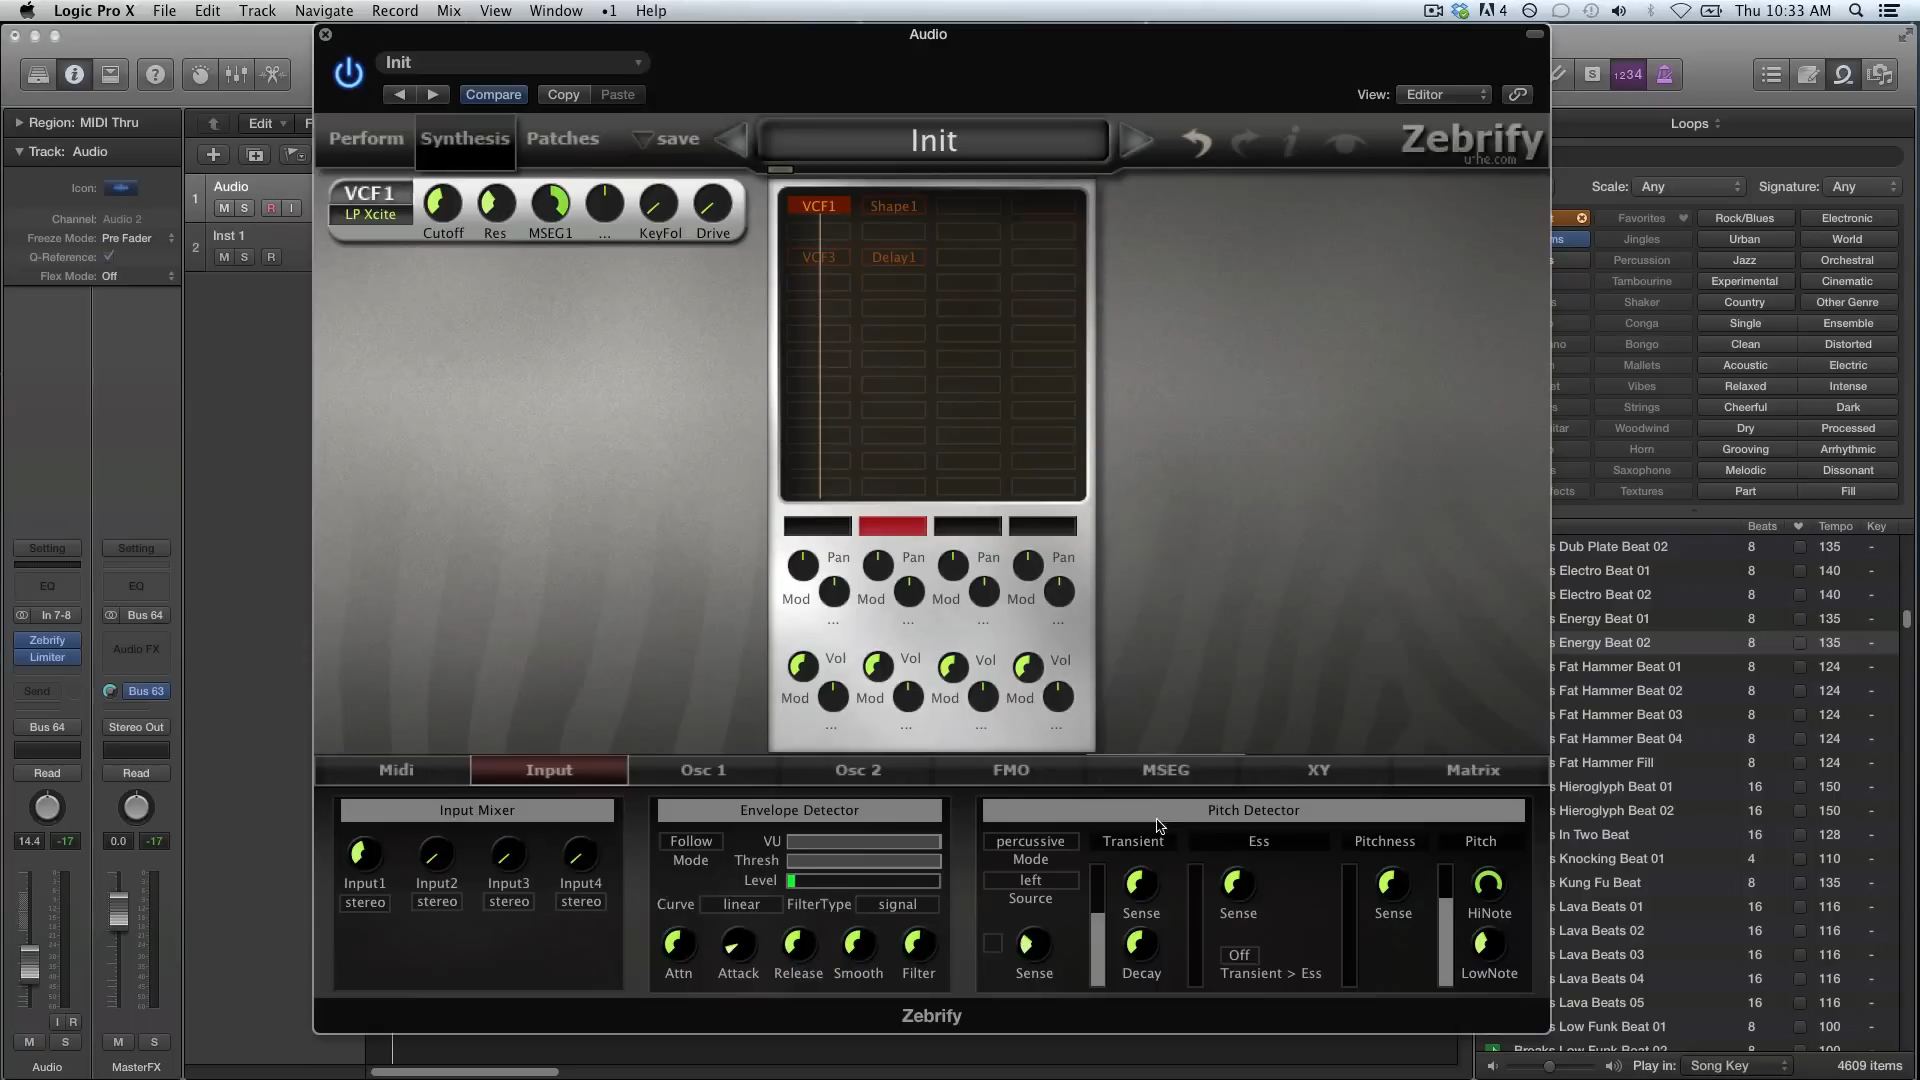 Logic Pro X File Edit Track Navigate Record Mix View Window •1 Help
4 Thu 10:33 AM
Audio
Init
Compare Copy Paste
View: Editor
1234
Perform Synthesis Patches save
Init
Zebrify
u-he.com
Region: MIDI Thru
Track: Audio
Icon:
Channel: Audio 2
Freeze Mode: Pre Fader
Q-Reference: ✓
Flex Mode: Off
Edit
1 Audio
M S R I
2 Inst 1
M S R
VCF1
LP Xcite
Cutoff Res MSEG1 ... KeyFol Drive
VCF1 Shape1
VCF3 Delay1
Pan Pan Pan Pan
Mod Mod Mod Mod
... ... ... ...
Vol Vol Vol Vol
Mod Mod Mod Mod
... ... ... ...
Midi Input Osc 1 Osc 2 FMO MSEG XY Matrix
Input Mixer
Input1 Input2 Input3 Input4
stereo stereo stereo stereo
Envelope Detector
Follow VU
Mode Thresh
Level
Curve linear FilterType signal
Attn Attack Release Smooth Filter
Pitch Detector
percussive Transient Ess Pitchness Pitch
Mode
left
Source
Sense Sense Sense HiNote
Off
Sense Decay Transient > Ess LowNote
Zebrify
Setting Setting
EQ EQ
In 7-8 Bus 64
Zebrify
Limiter
Audio FX
Send Bus 63
Bus 64 Stereo Out
Read Read
14.4 -17 0.0 -17
I R
M S M S
Audio MasterFX
Loops
Scale: Any Signature: Any
Favorites Rock/Blues Electronic
Jingles Urban World
Percussion Jazz Orchestral
Tambourine Experimental Cinematic
Shaker Country Other Genre
Conga Single Ensemble
Bongo Clean Distorted
Mallets Acoustic Electric
Vibes Relaxed Intense
Strings Cheerful Dark
Woodwind Dry Processed
Horn Grooving Arrhythmic
Saxophone Melodic Dissonant
Textures Part Fill
Beats Tempo Key
s Dub Plate Beat 02 8 135 -
s Electro Beat 01 8 140 -
s Electro Beat 02 8 140 -
s Energy Beat 01 8 135 -
s Energy Beat 02 8 135 -
s Fat Hammer Beat 01 8 124 -
s Fat Hammer Beat 02 8 124 -
s Fat Hammer Beat 03 8 124 -
s Fat Hammer Beat 04 8 124 -
s Fat Hammer Fill 8 124 -
s Hieroglyph Beat 01 16 150 -
s Hieroglyph Beat 02 16 150 -
s In Two Beat 16 128 -
s Knocking Beat 01 4 110 -
s Kung Fu Beat 8 135 -
s Lava Beats 01 16 116 -
s Lava Beats 02 16 116 -
s Lava Beats 03 16 116 -
s Lava Beats 04 16 116 -
s Lava Beats 05 16 116 -
s Low Funk Beat 01 8 100 -
Breaks Low Funk Beat 02 8 100 -
Play in: Song Key 4609 items